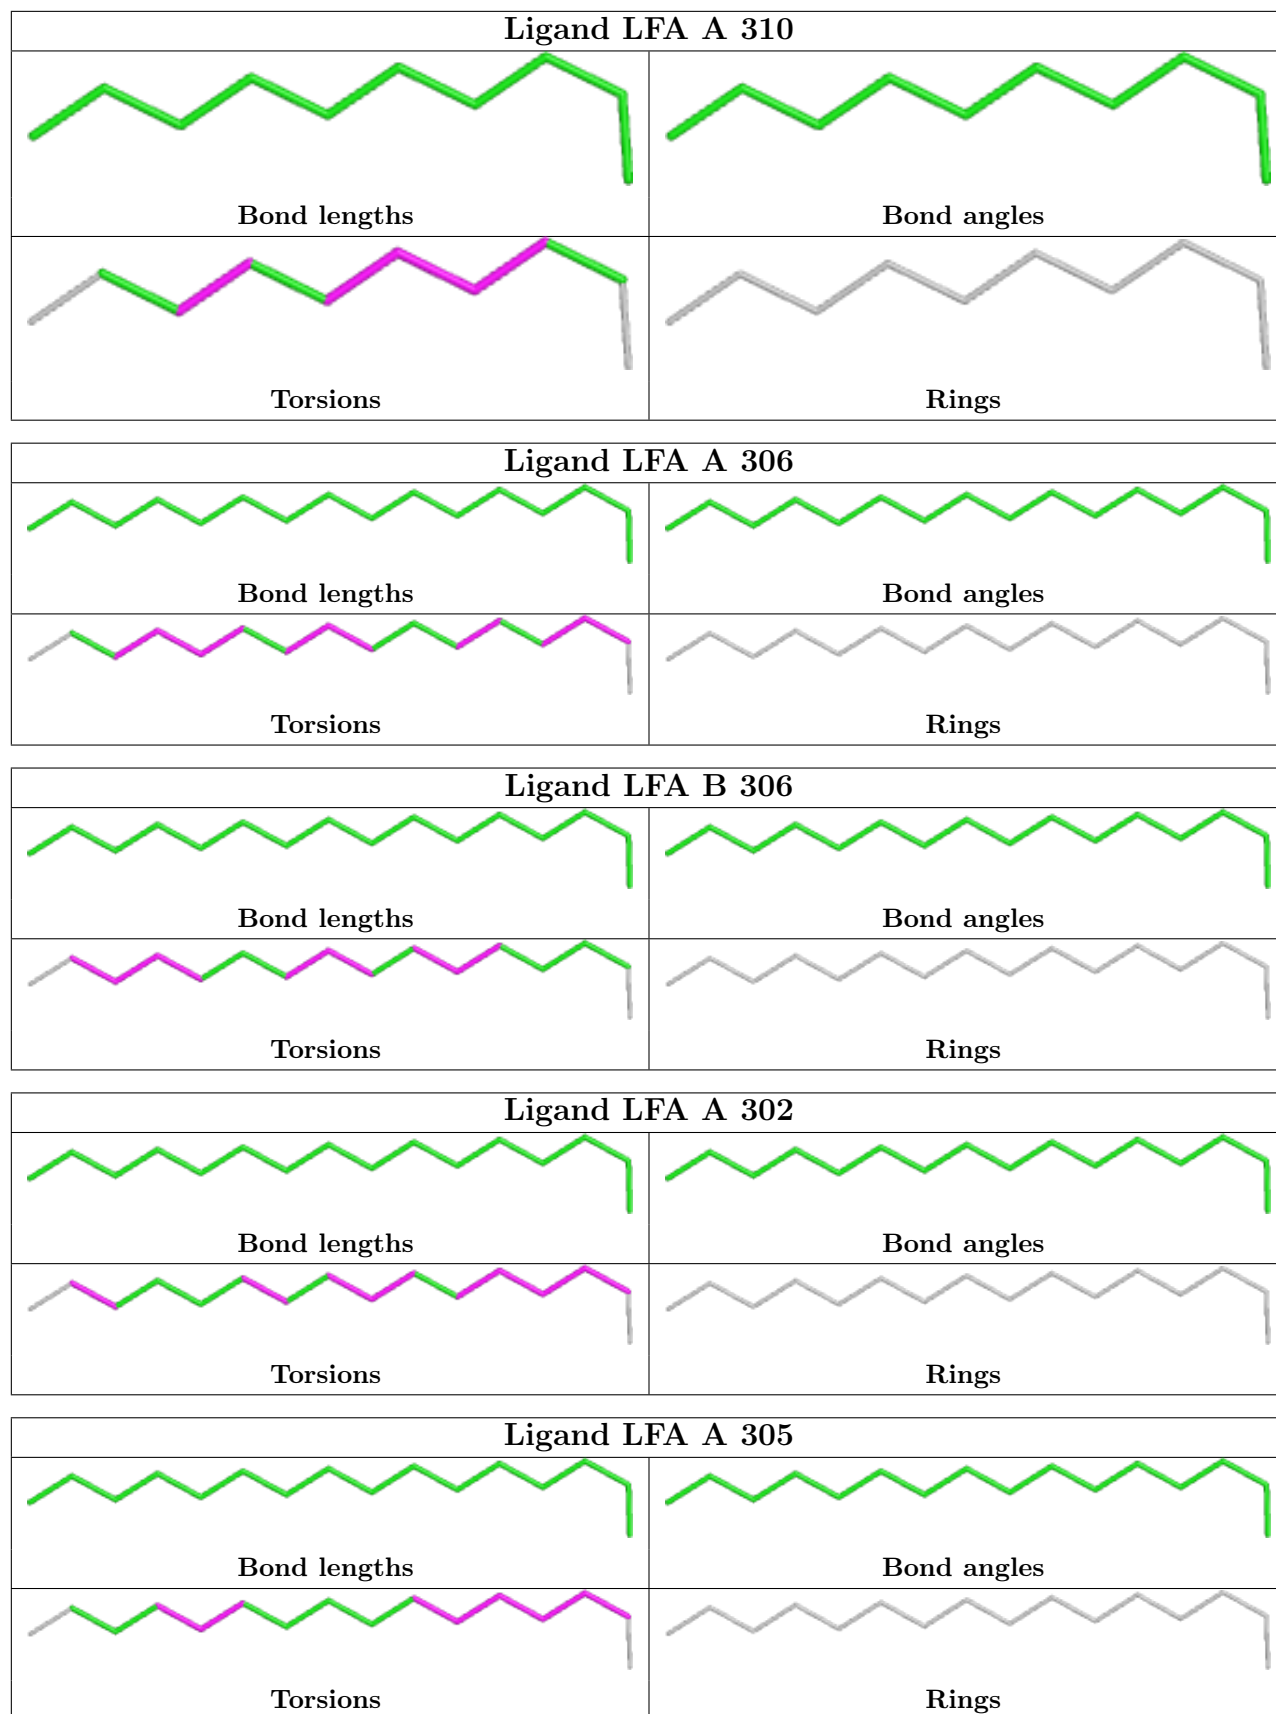 Ligand LFA A 310
Bond lengths
Bond angles
Torsions
Rings
Ligand LFA A 306
Bond lengths
Bond angles
Torsions
Rings
Ligand LFA B 306
Bond lengths
Bond angles
Torsions
Rings
Ligand LFA A 302
Bond lengths
Bond angles
Torsions
Rings
Ligand LFA A 305
Bond lengths
Bond angles
Torsions
Rings